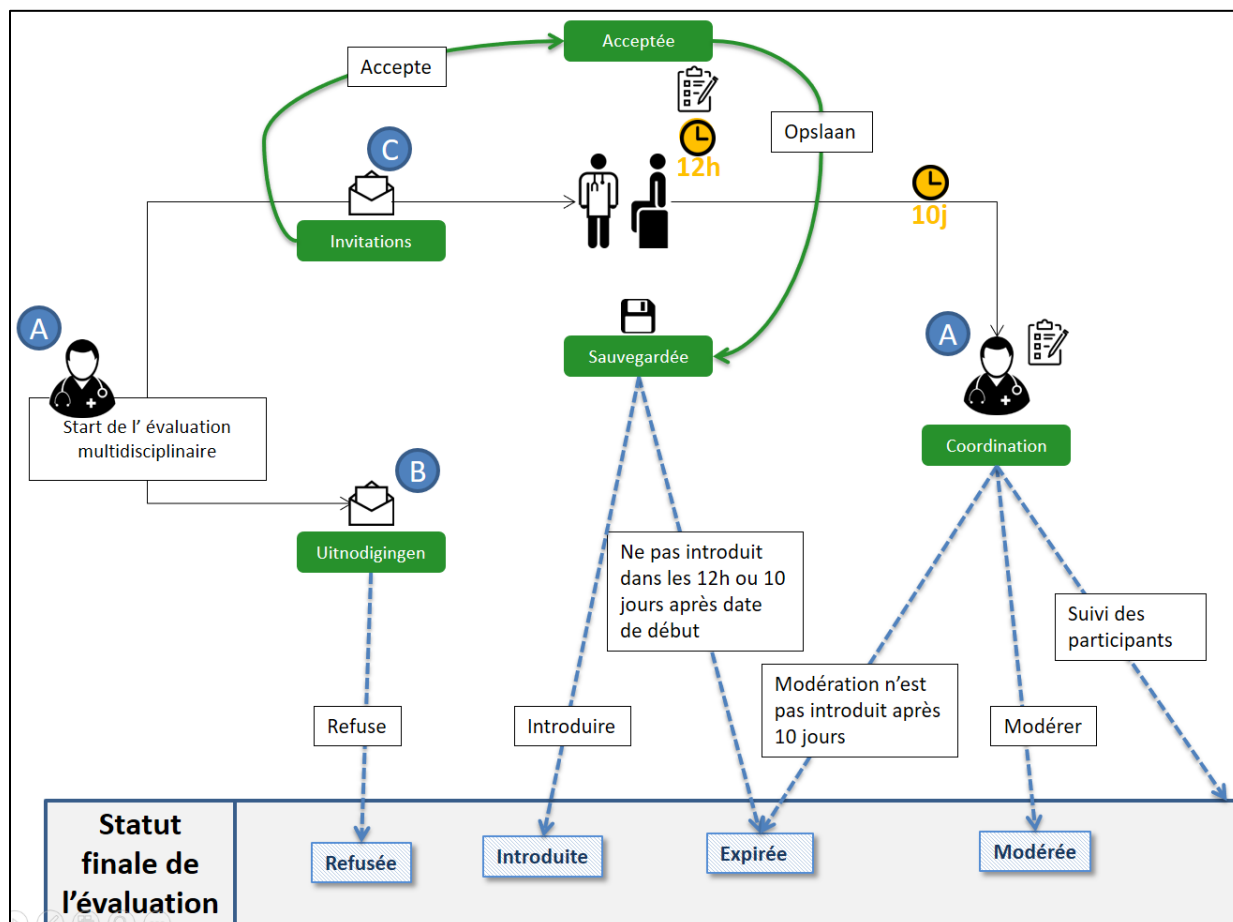 Acceptée
Accepte
Opslaan
C
12h
10j
Invitations
A
Start de l' évaluation
multidisciplinaire
Sauvegardée
A
Coordination
B
Uitnodigingen
Ne pas introduit
dans les 12h ou 10
jours après date
de début
Suivi des
participants
Modération n’est
pas introduit après
10 jours
Refuse
Introduire
Modérer
Statut
finale de
l’évaluation
Refusée
Introduite
Expirée
Modérée